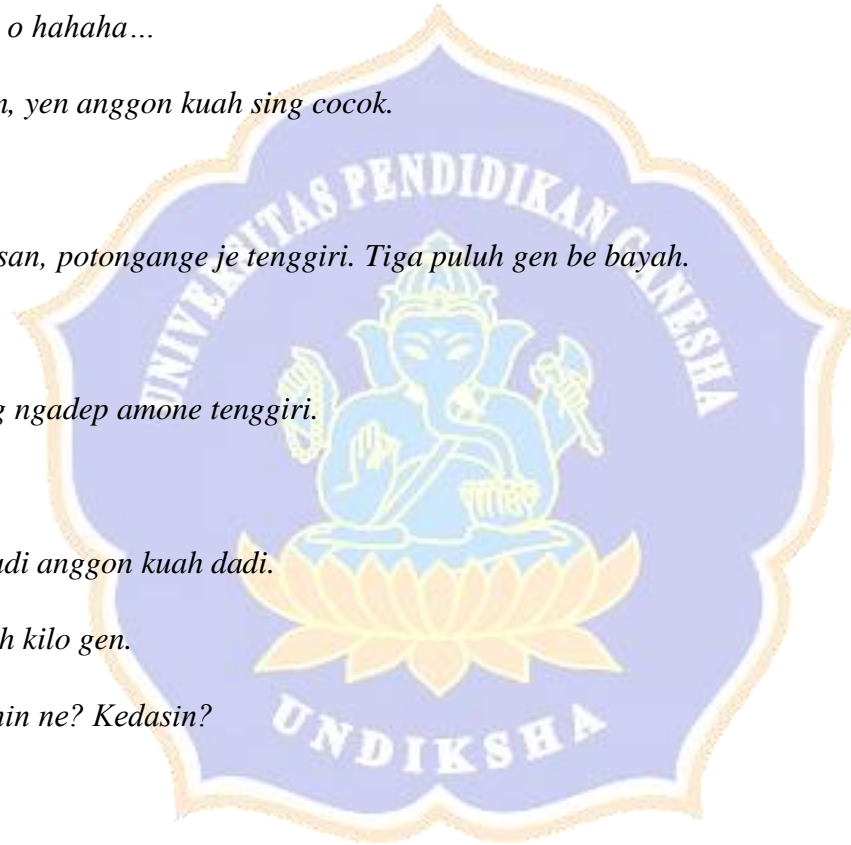 o hahaha…
, yen anggon kuah sing cocok.
UNIVERSITAS PENDIDIKAN GANESHA
san, potongange je tenggiri. Tiga puluh gen be bayah.
ngadep amone tenggiri.
udi anggon kuah dadi.
h kilo gen.
nin ne? Kedasin?
UNDIKSHA